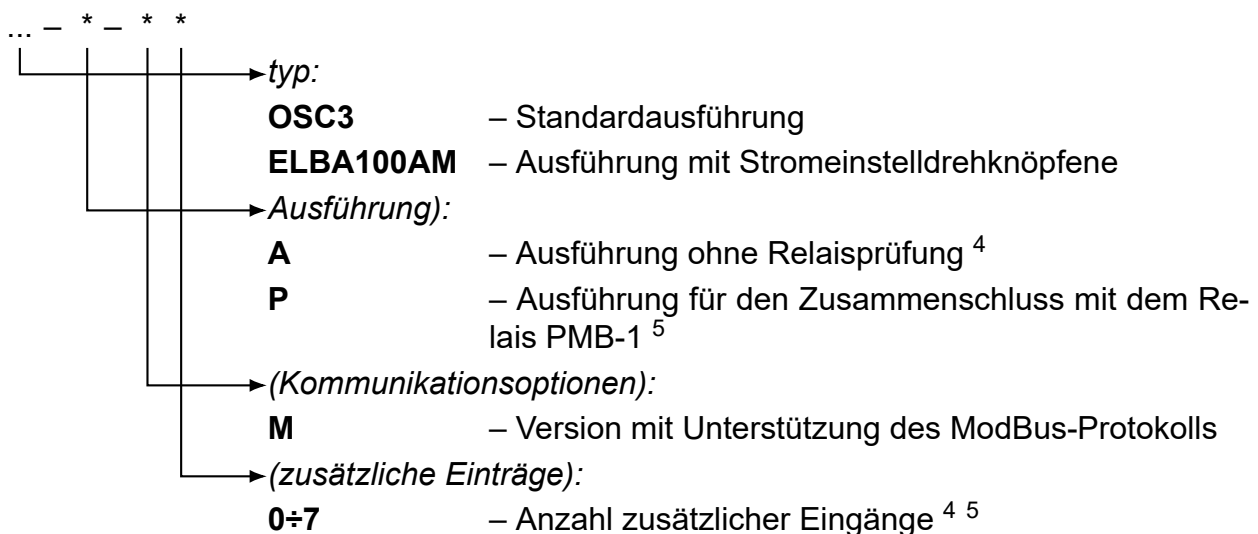 ... – * – * *
typ:
OSC3 – Standardausführung
ELBA100AM – Ausführung mit Stromeinstelldrehknöpfene
Ausführung):
A – Ausführung ohne Relaisprüfung 4
P – Ausführung für den Zusammenschluss mit dem Re-
lais PMB-1 5
(Kommunikationsoptionen):
M – Version mit Unterstützung des ModBus-Protokolls
(zusätzliche Einträge):
0÷7 – Anzahl zusätzlicher Eingänge 4 5